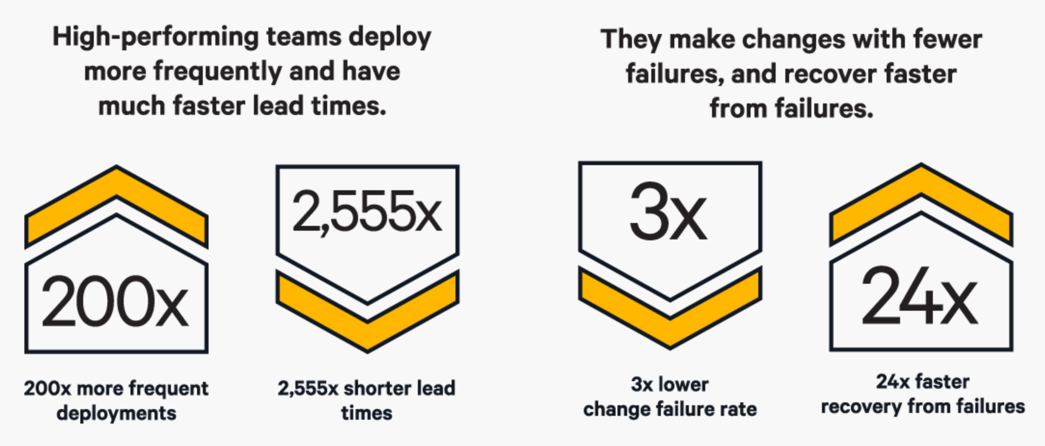 High-performing teams deploy
more frequently and have
much faster lead times.
They make changes with fewer
failures, and recover faster
from failures.
200x
2,555x
3x
24x
200x more frequent
deployments
2,555x shorter lead
times
3x lower
change failure rate
24x faster
recovery from failures